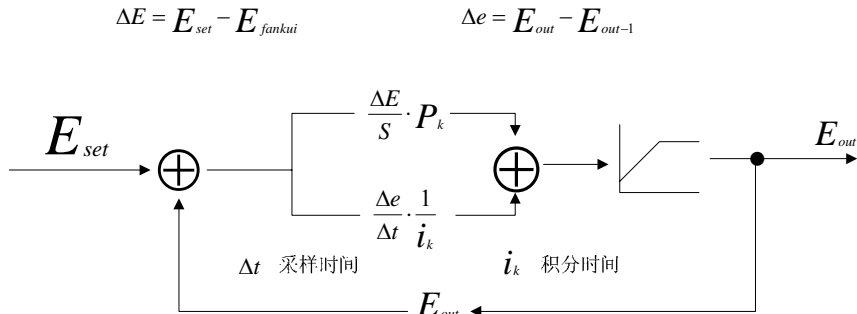 ΔE = E_set − E_fankui
Δe = E_out − E_out−1
ΔE/S · P_k
E_set
E_out
Δe/Δt · 1/i_k
Δt 采样时间
i_k 积分时间
E_out